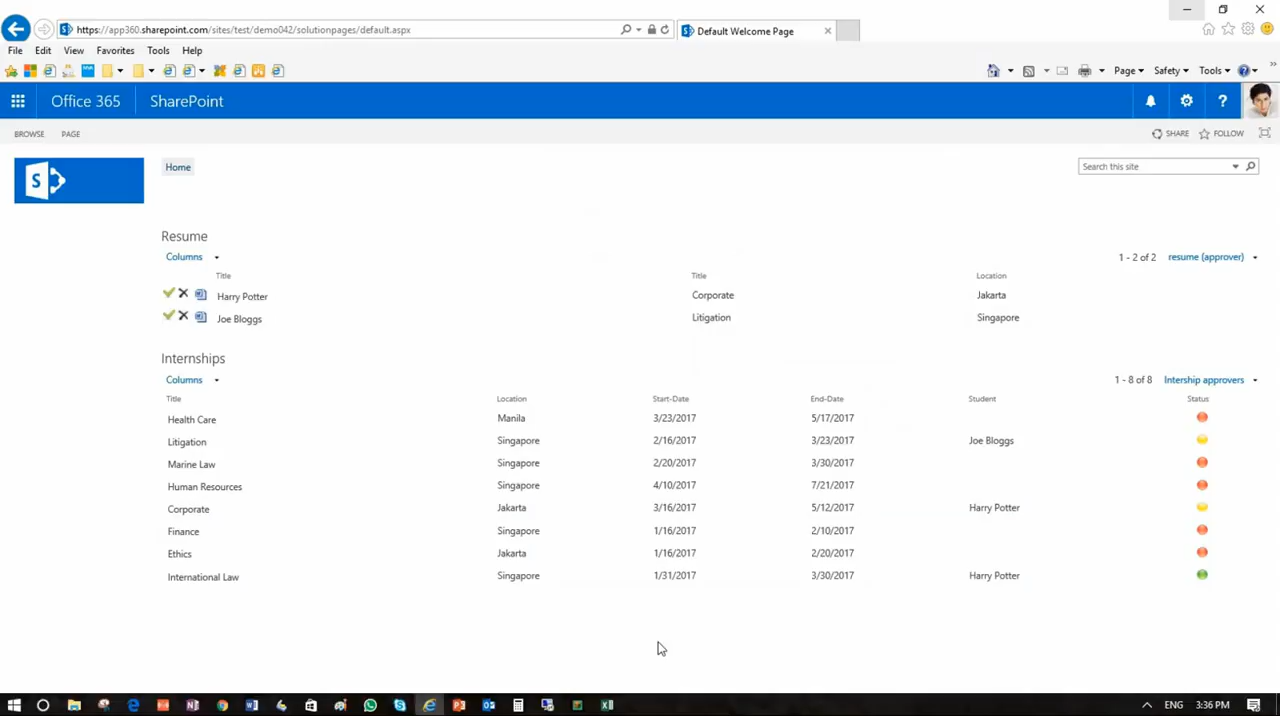 https://app360.sharepoint.com/sites/test/demo042/solutionpages/default.aspx
Default Welcome Page
File Edit View Favorites Tools Help
Page Safety Tools
Office 365 SharePoint
BROWSE PAGE SHARE FOLLOW
S Home Search this site
Resume
Columns 1 - 2 of 2 resume (approver)
Title Title Location
Harry Potter Corporate Jakarta
Joe Bloggs Litigation Singapore
Internships
Columns 1 - 8 of 8 Intership approvers
Title Location Start-Date End-Date Student Status
Health Care Manila 3/23/2017 5/17/2017
Litigation Singapore 2/16/2017 3/23/2017 Joe Bloggs
Marine Law Singapore 2/20/2017 3/30/2017
Human Resources Singapore 4/10/2017 7/21/2017
Corporate Jakarta 3/16/2017 5/12/2017 Harry Potter
Finance Singapore 1/16/2017 2/10/2017
Ethics Jakarta 1/16/2017 2/20/2017
International Law Singapore 1/31/2017 3/30/2017 Harry Potter
ENG 3:36 PM